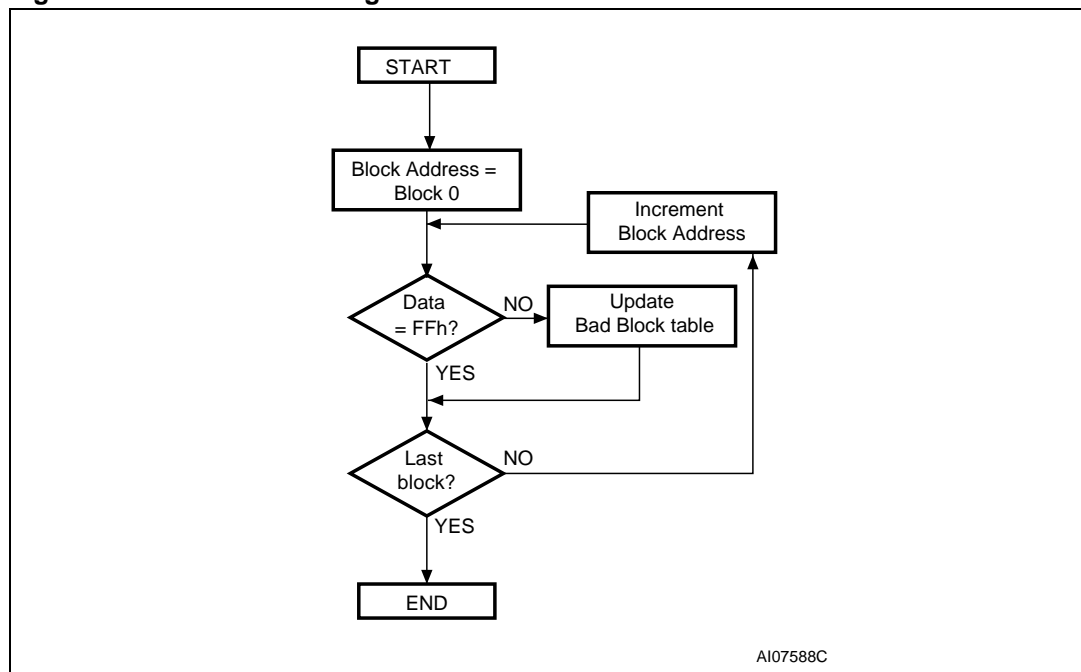 START
Block Address =
Block 0
Increment
Block Address
Data
= FFh?
NO
Update
Bad Block table
YES
Last
block?
NO
YES
END
AI07588C